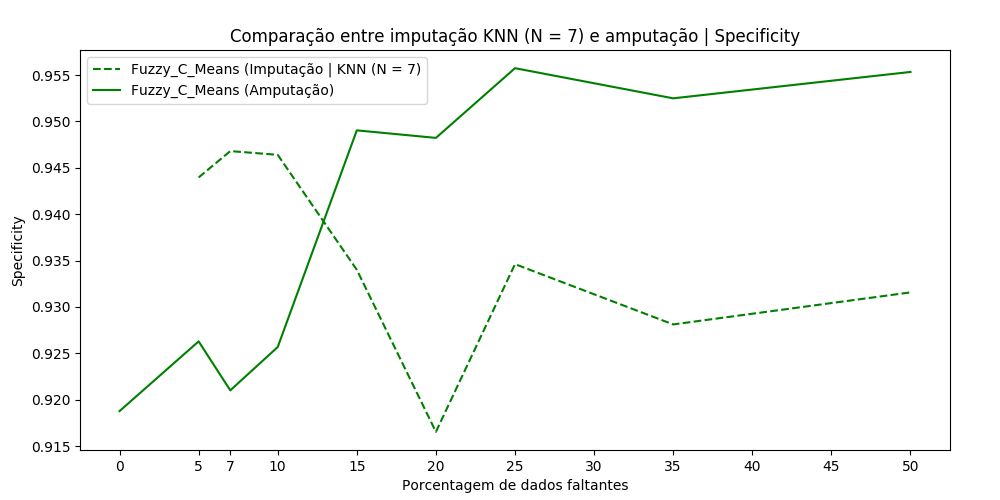 Comparação entre imputação KNN (N = 7) e amputação | Specificity
Fuzzy_C_Means (Imputação | KNN (N = 7)
Fuzzy_C_Means (Amputação)
0.955
0.950
0.945
0.940
0.935
0.930
0.925
0.920
0.915
Specificity
0 5 7 10 15 20 25 30 35 40 45 50
Porcentagem de dados faltantes